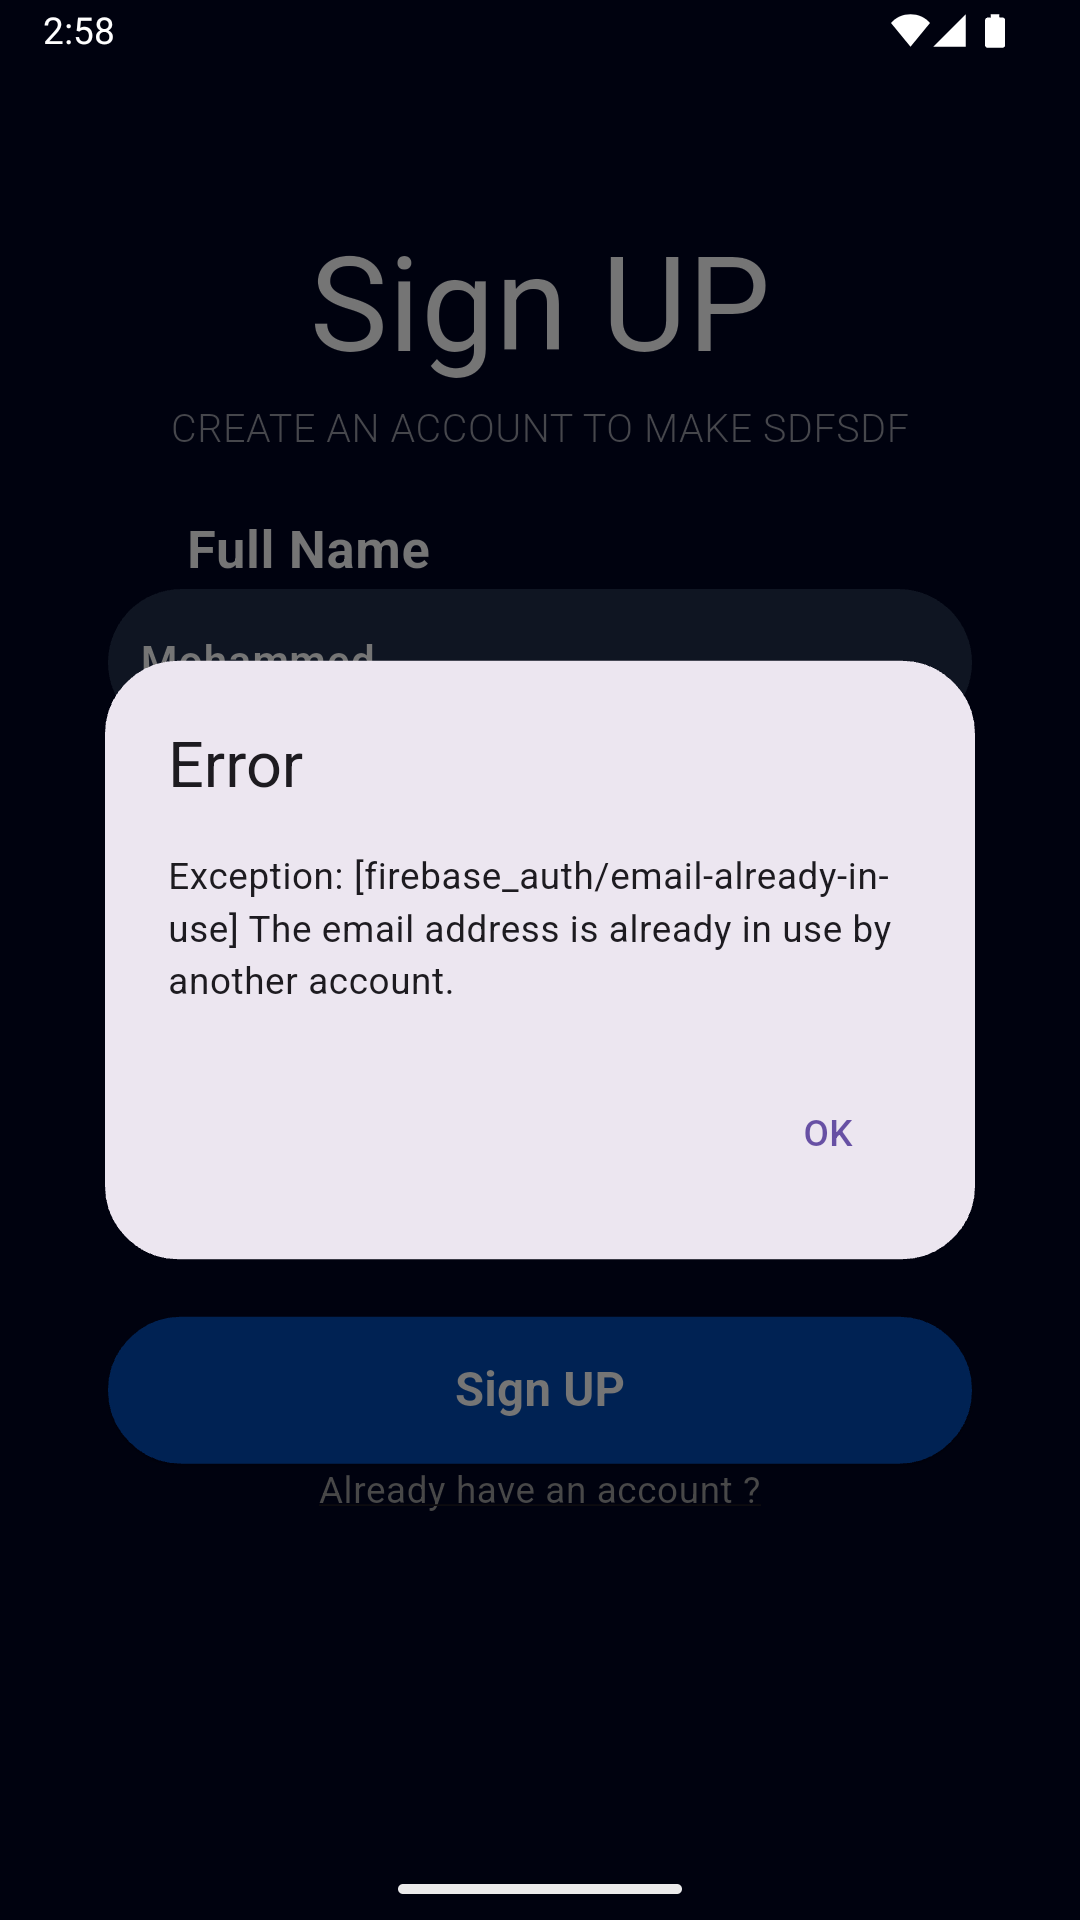 2:58
Sign UP
CREATE AN ACCOUNT TO MAKE SDFSDF
Full Name
Mohammed
Error
Exception: [firebase_auth/email-already-in-
use] The email address is already in use by
another account.
OK
Sign UP
Already have an account ?